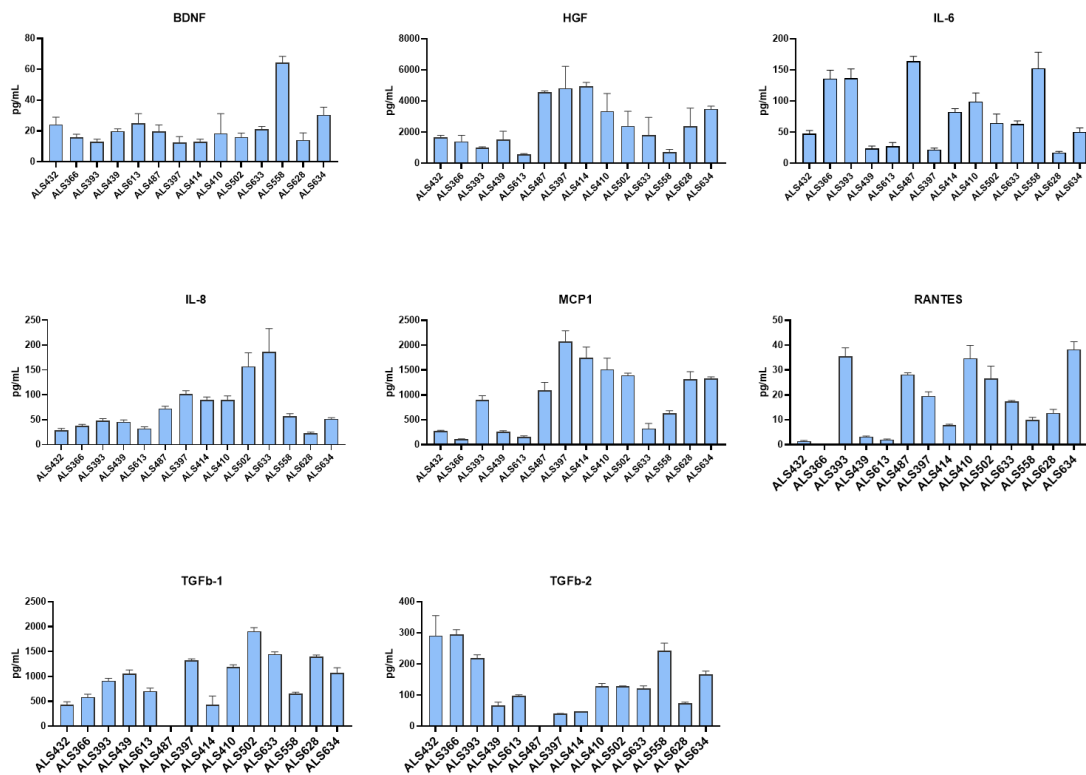 BDNF
80
60
40
20
0
pg/mL
ALS432 ALS366 ALS393 ALS439 ALS613 ALS487 ALS397 ALS414 ALS410 ALS502 ALS633 ALS558 ALS628 ALS634
HGF
8000
6000
4000
2000
0
pg/mL
ALS432 ALS366 ALS393 ALS439 ALS613 ALS487 ALS397 ALS414 ALS410 ALS502 ALS633 ALS558 ALS628 ALS634
IL-6
200
150
100
50
0
pg/mL
ALS432 ALS366 ALS393 ALS439 ALS613 ALS487 ALS397 ALS414 ALS410 ALS502 ALS633 ALS558 ALS628 ALS634
IL-8
250
200
150
100
50
0
pg/mL
ALS432 ALS366 ALS393 ALS439 ALS613 ALS487 ALS397 ALS414 ALS410 ALS502 ALS633 ALS558 ALS628 ALS634
MCP1
2500
2000
1500
1000
500
0
pg/mL
ALS432 ALS366 ALS393 ALS439 ALS613 ALS487 ALS397 ALS414 ALS410 ALS502 ALS633 ALS558 ALS628 ALS634
RANTES
50
40
30
20
10
0
pg/mL
ALS432 ALS366 ALS393 ALS439 ALS613 ALS487 ALS397 ALS414 ALS410 ALS502 ALS633 ALS558 ALS628 ALS634
TGFb-1
2500
2000
1500
1000
500
0
pg/mL
ALS432 ALS366 ALS393 ALS439 ALS613 ALS487 ALS397 ALS414 ALS410 ALS502 ALS633 ALS558 ALS628 ALS634
TGFb-2
400
300
200
100
0
pg/mL
ALS432 ALS366 ALS393 ALS439 ALS613 ALS487 ALS397 ALS414 ALS410 ALS502 ALS633 ALS558 ALS628 ALS634